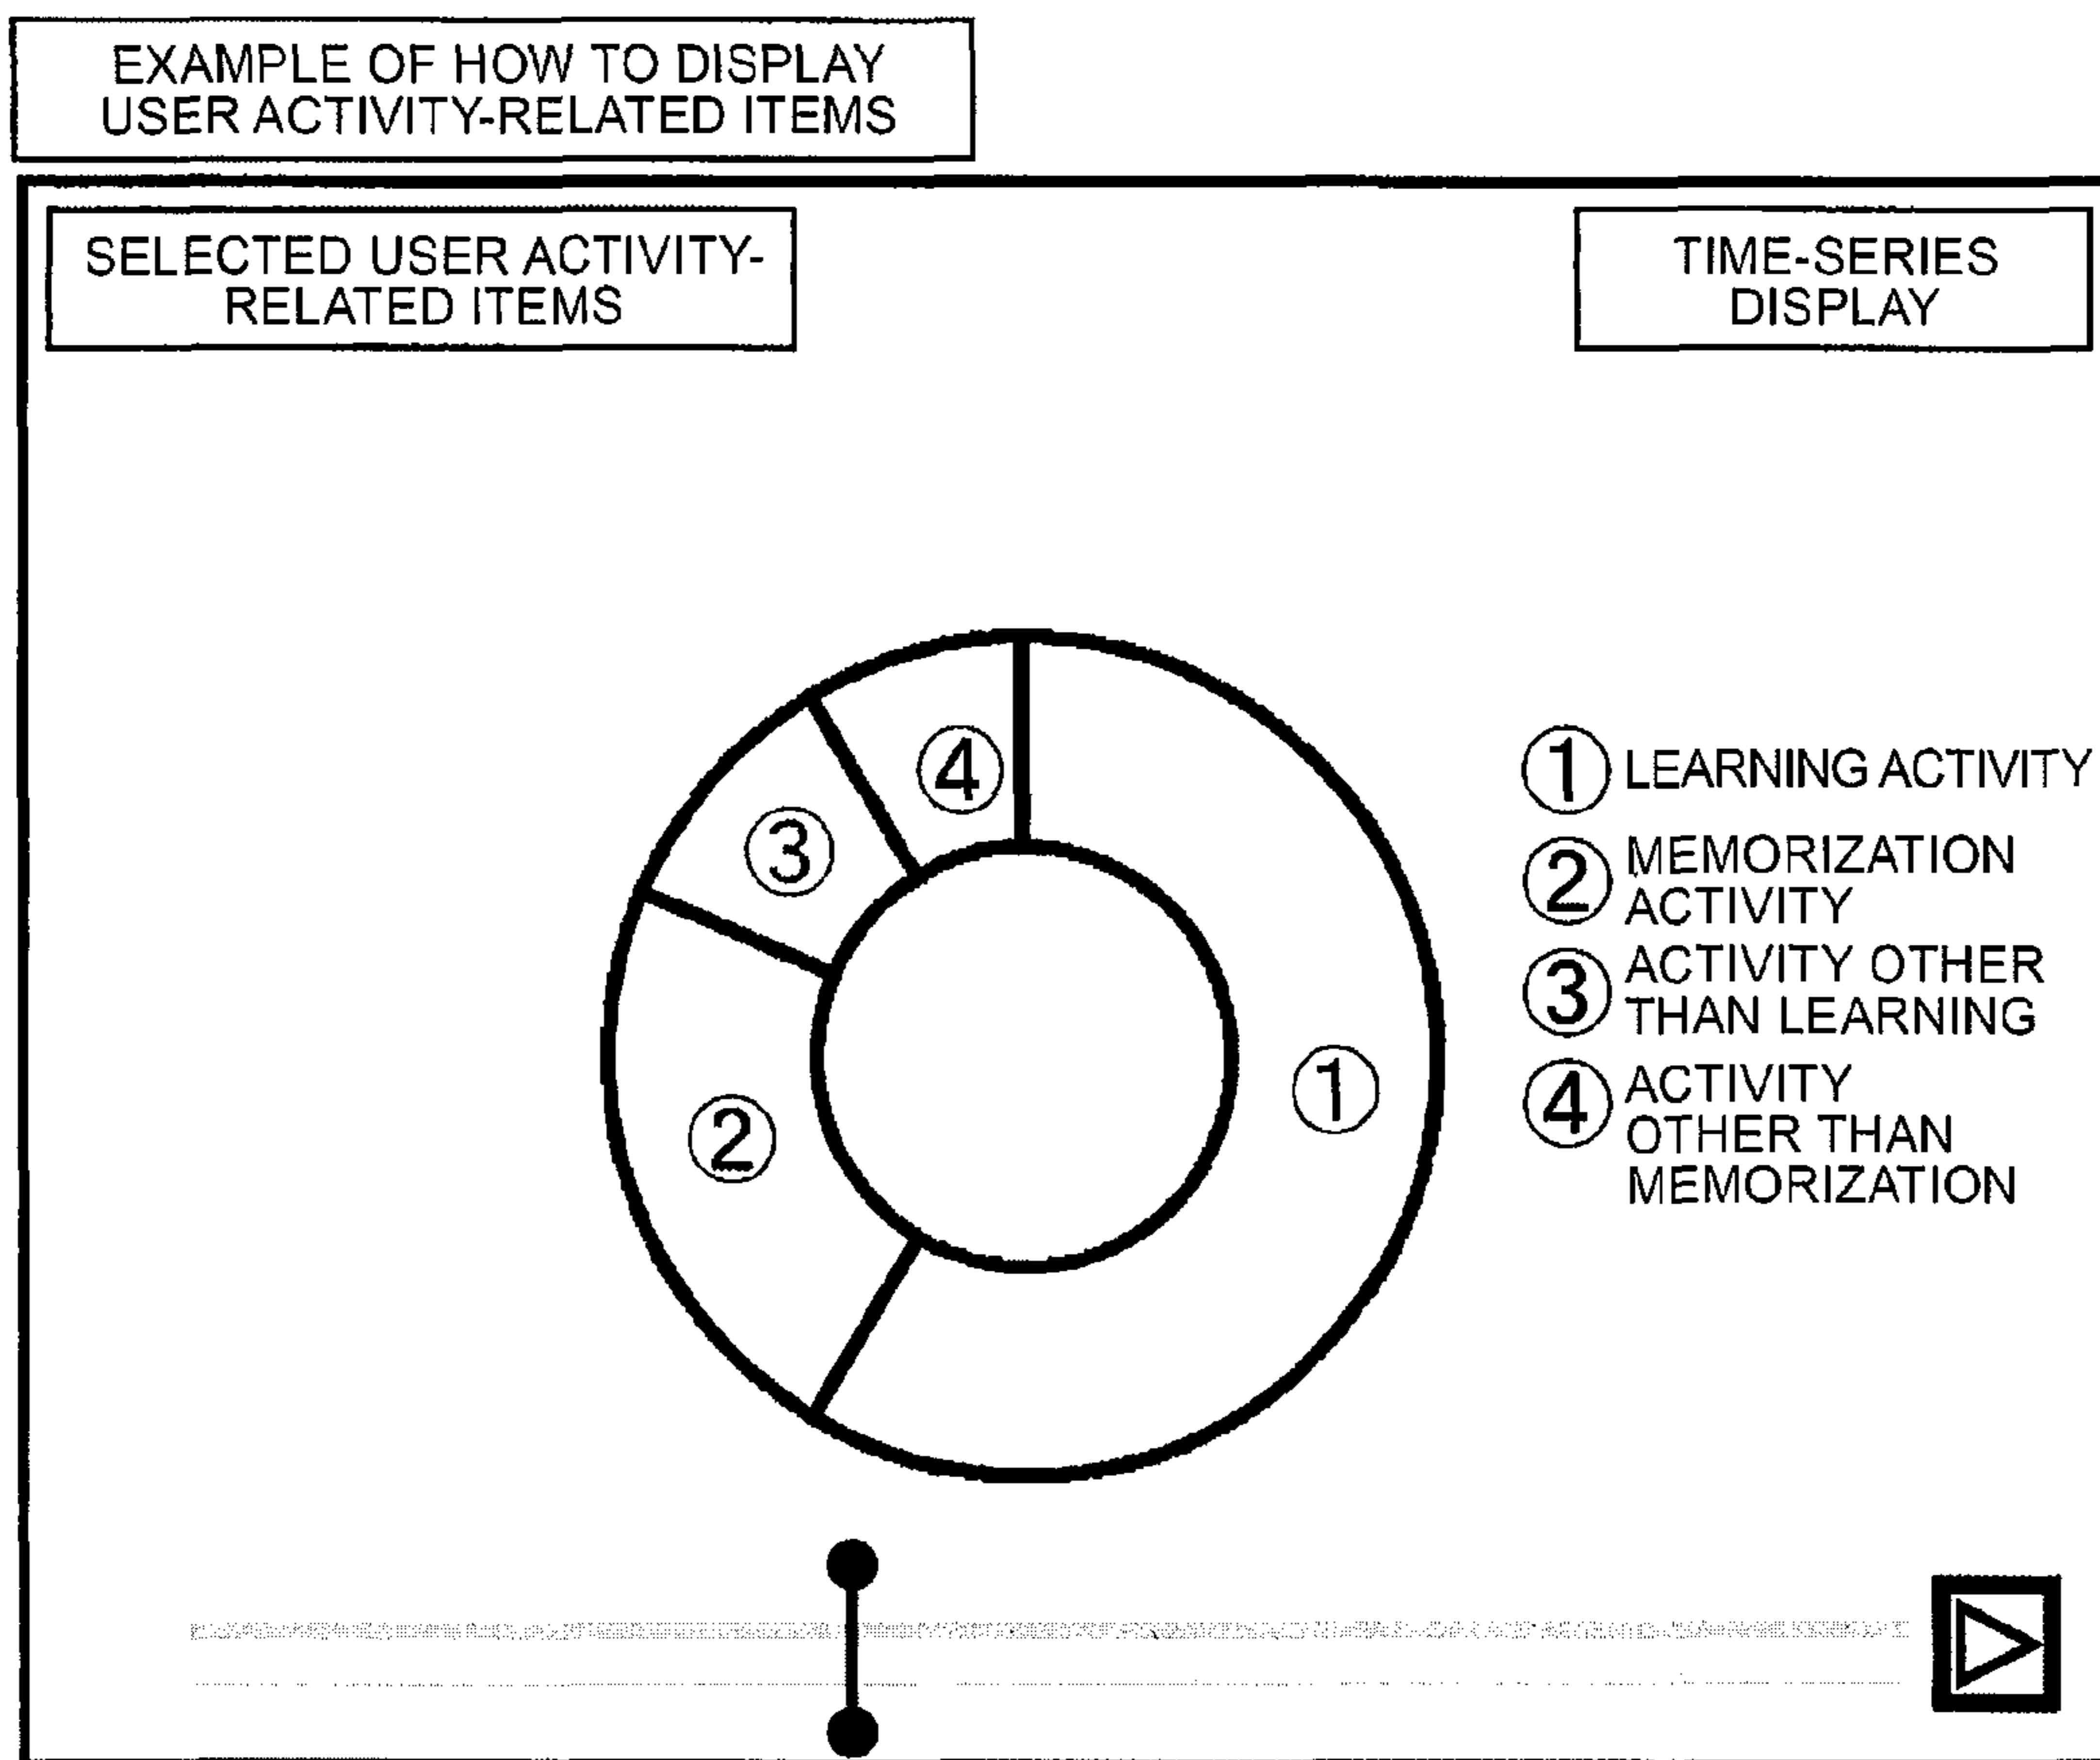 EXAMPLE OF HOW TO DISPLAY
USER ACTIVITY-RELATED ITEMS
SELECTED USER ACTIVITY-
RELATED ITEMS
TIME-SERIES
DISPLAY
④
③
②
①
① LEARNING ACTIVITY
② MEMORIZATION
ACTIVITY
③ ACTIVITY OTHER
THAN LEARNING
④ ACTIVITY
OTHER THAN
MEMORIZATION